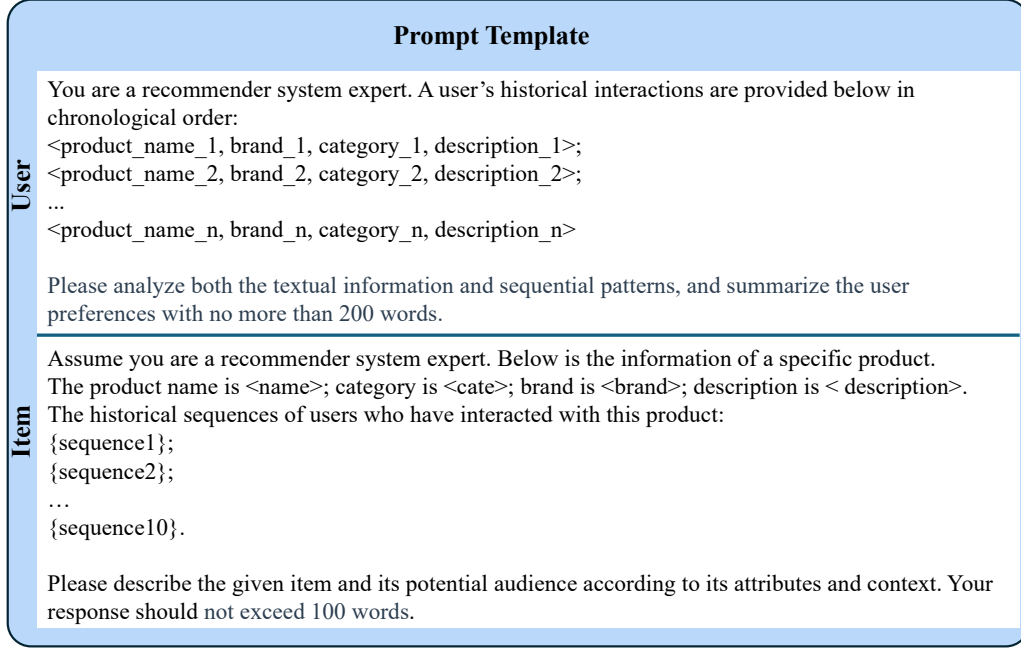 Prompt Template
User
You are a recommender system expert. A user’s historical interactions are provided below in
chronological order:
<product_name_1, brand_1, category_1, description_1>;
<product_name_2, brand_2, category_2, description_2>;
...
<product_name_n, brand_n, category_n, description_n>
Please analyze both the textual information and sequential patterns, and summarize the user
preferences with no more than 200 words.
Item
Assume you are a recommender system expert. Below is the information of a specific product.
The product name is <name>; category is <cate>; brand is <brand>; description is < description>.
The historical sequences of users who have interacted with this product:
{sequence1};
{sequence2};
…
{sequence10}.
Please describe the given item and its potential audience according to its attributes and context. Your
response should not exceed 100 words.